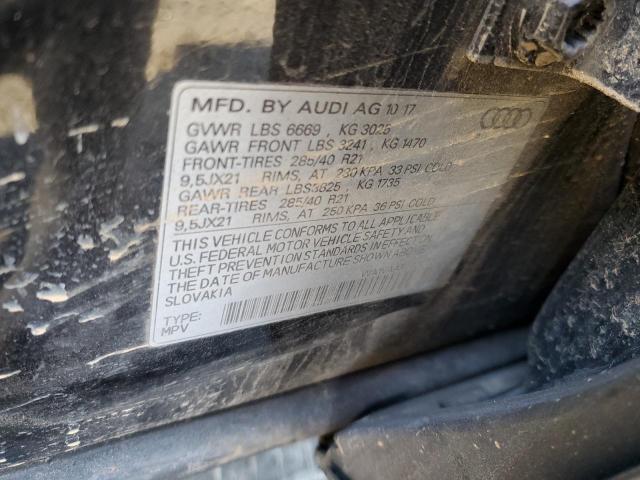 MFD. BY AUDI AG 10 17
GVWR LBS 6669 , KG 3025
GAWR FRONT LBS 3241 , KG 1470
FRONT-TIRES 285/40 R21
9,5JX21 RIMS, AT 230 KPA 33 PSI COLD
GAWR REAR LBS3825 , KG 1735
REAR-TIRES 285/40 R21
9,5JX21 RIMS, AT 250 KPA 36 PSI COLD
THIS VEHICLE CONFORMS TO ALL APPLICABLE
U.S. FEDERAL MOTOR VEHICLE SAFETY AND
THEFT PREVENTION STANDARDS IN EFFECT ON
THE DATE OF MANUFACTURE SHOWN ABOVE
SLOVAKIA
TYPE:
MPV